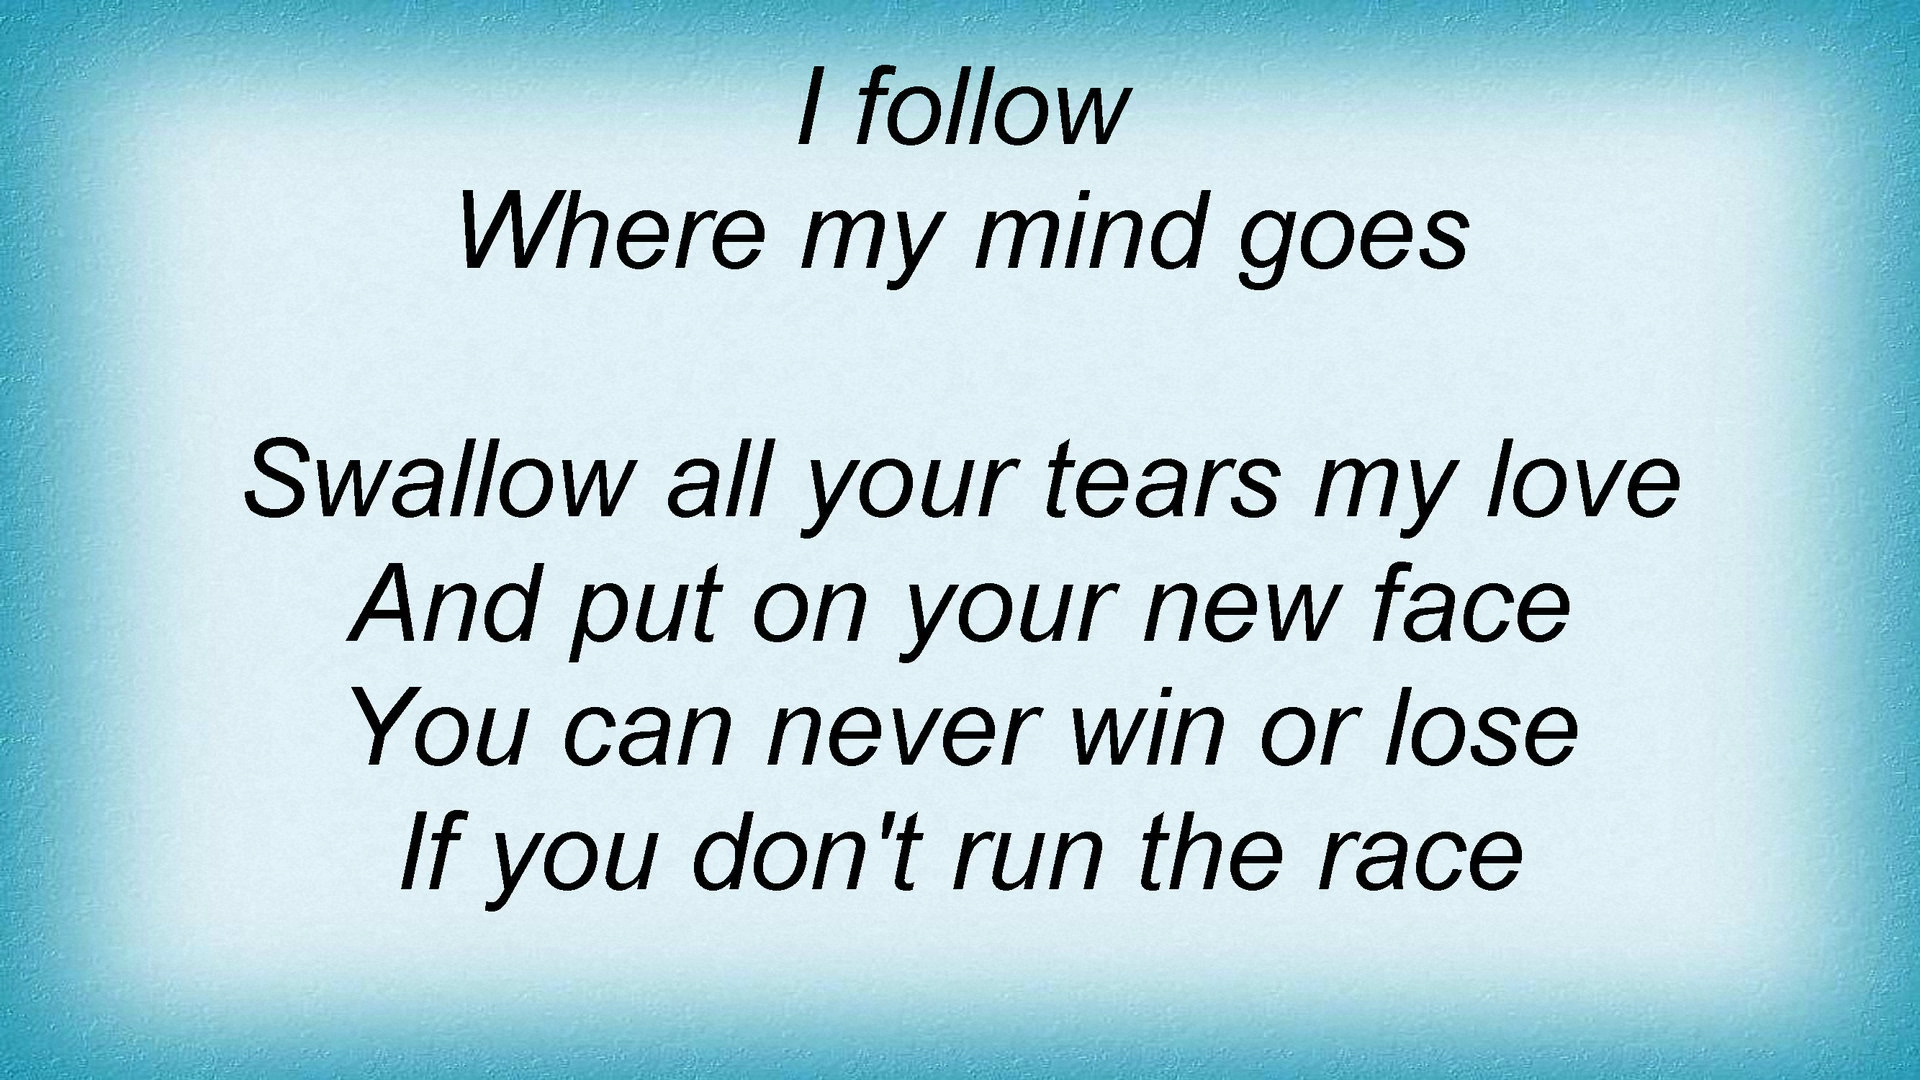 I follow
Where my mind goes
Swallow all your tears my love
And put on your new face
You can never win or lose
If you don't run the race